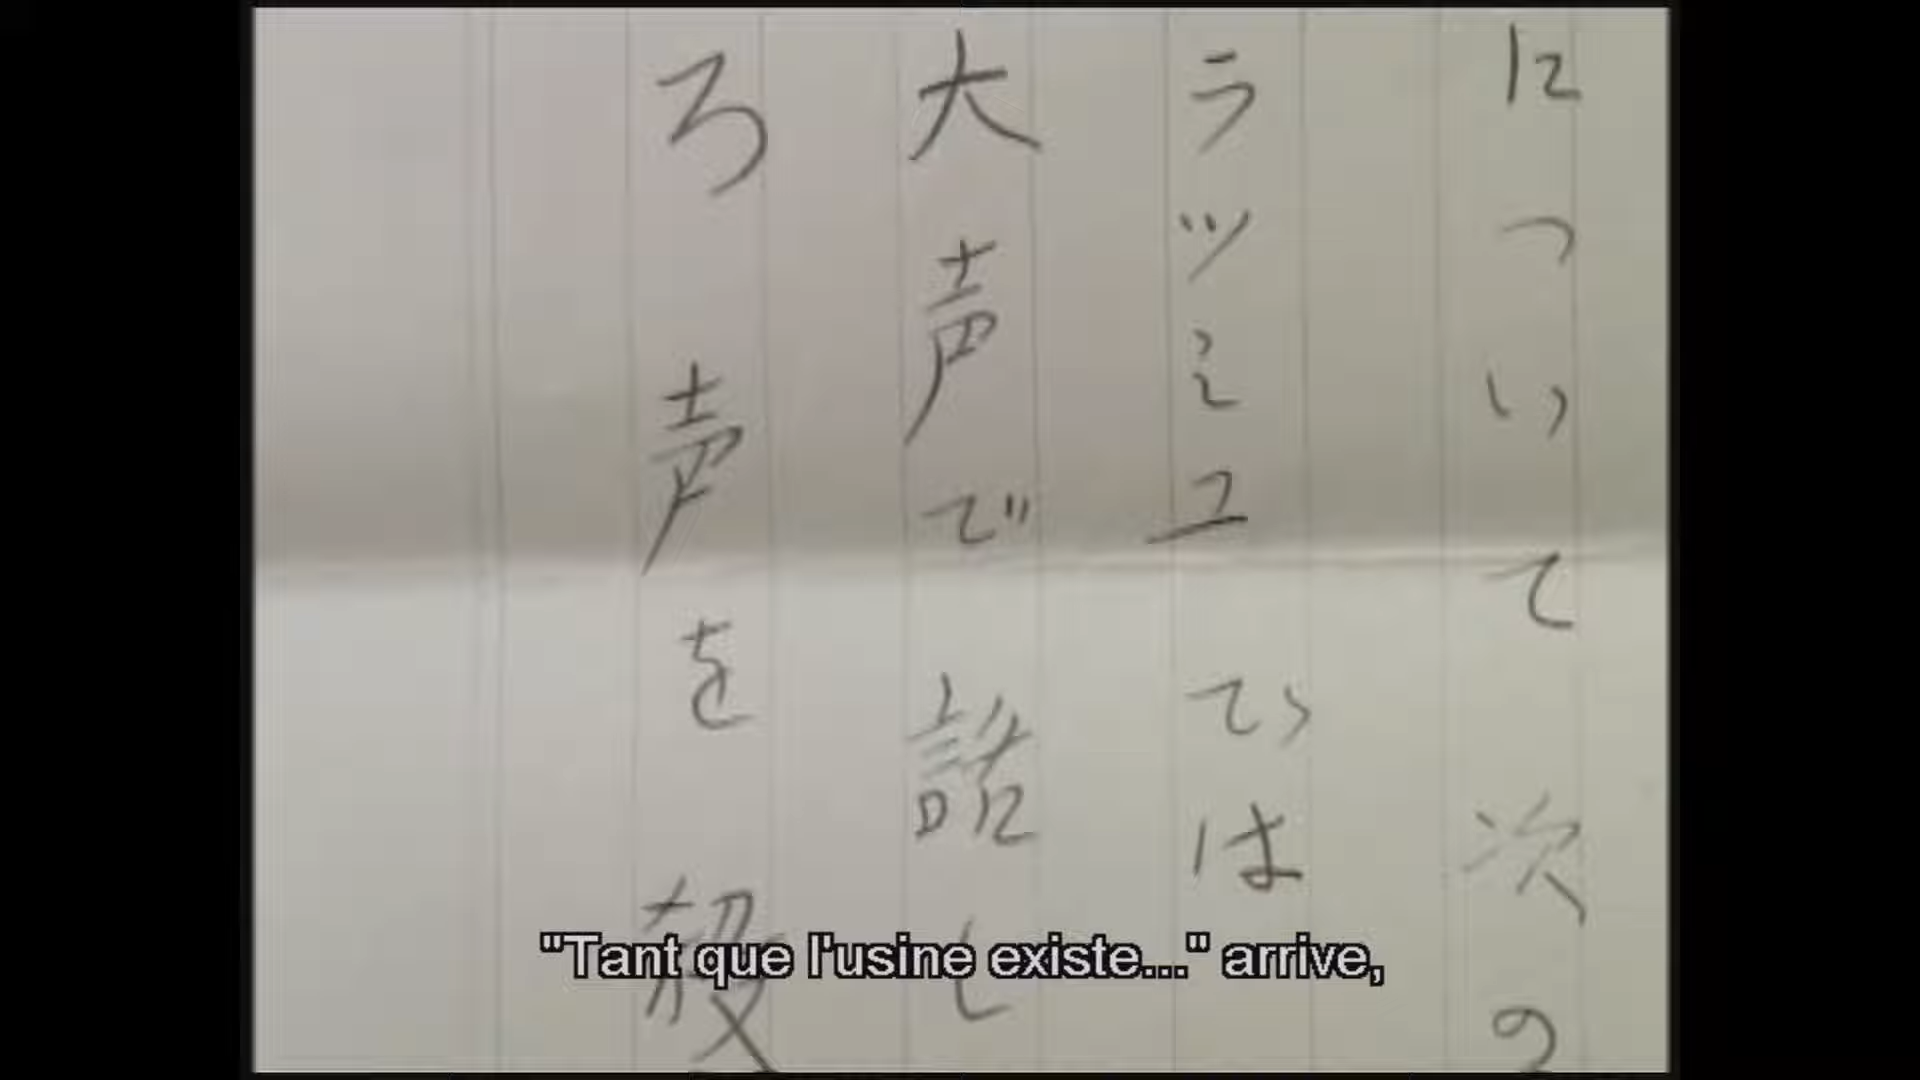 について次の
ラッシュでは
大声で話し
ろ声を殺
"Tant que l'usine existe..." arrive,